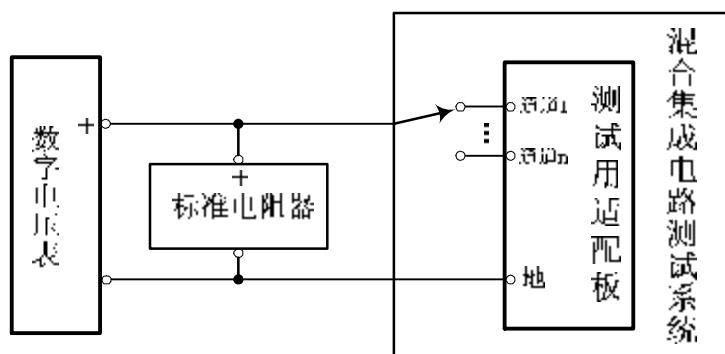 数字电压表
+
+
标准电阻器
通道1
通道n
地
测试用适配板
混合集成电路测试系统